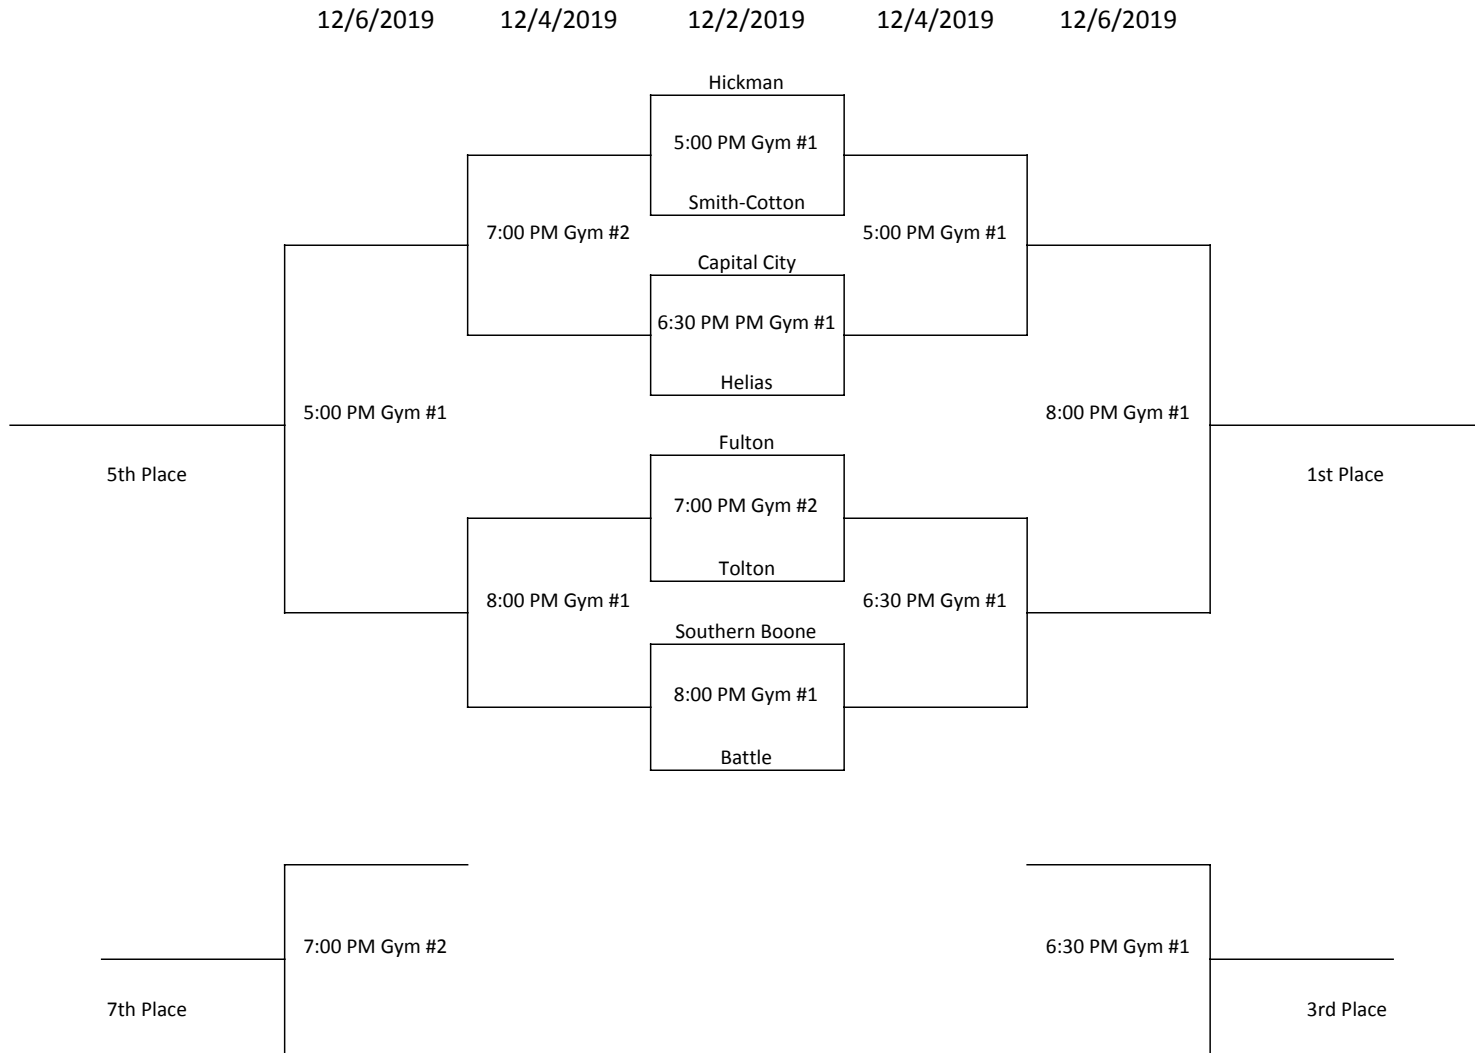 12/6/2019 12/4/2019 12/2/2019 12/4/2019 12/6/2019
Hickman
5:00 PM Gym #1
Smith-Cotton
7:00 PM Gym #2 5:00 PM Gym #1
Capital City
6:30 PM PM Gym #1
Helias
5:00 PM Gym #1 8:00 PM Gym #1
Fulton
5th Place 1st Place
7:00 PM Gym #2
Tolton
8:00 PM Gym #1 6:30 PM Gym #1
Southern Boone
8:00 PM Gym #1
Battle
7:00 PM Gym #2 6:30 PM Gym #1
7th Place 3rd Place